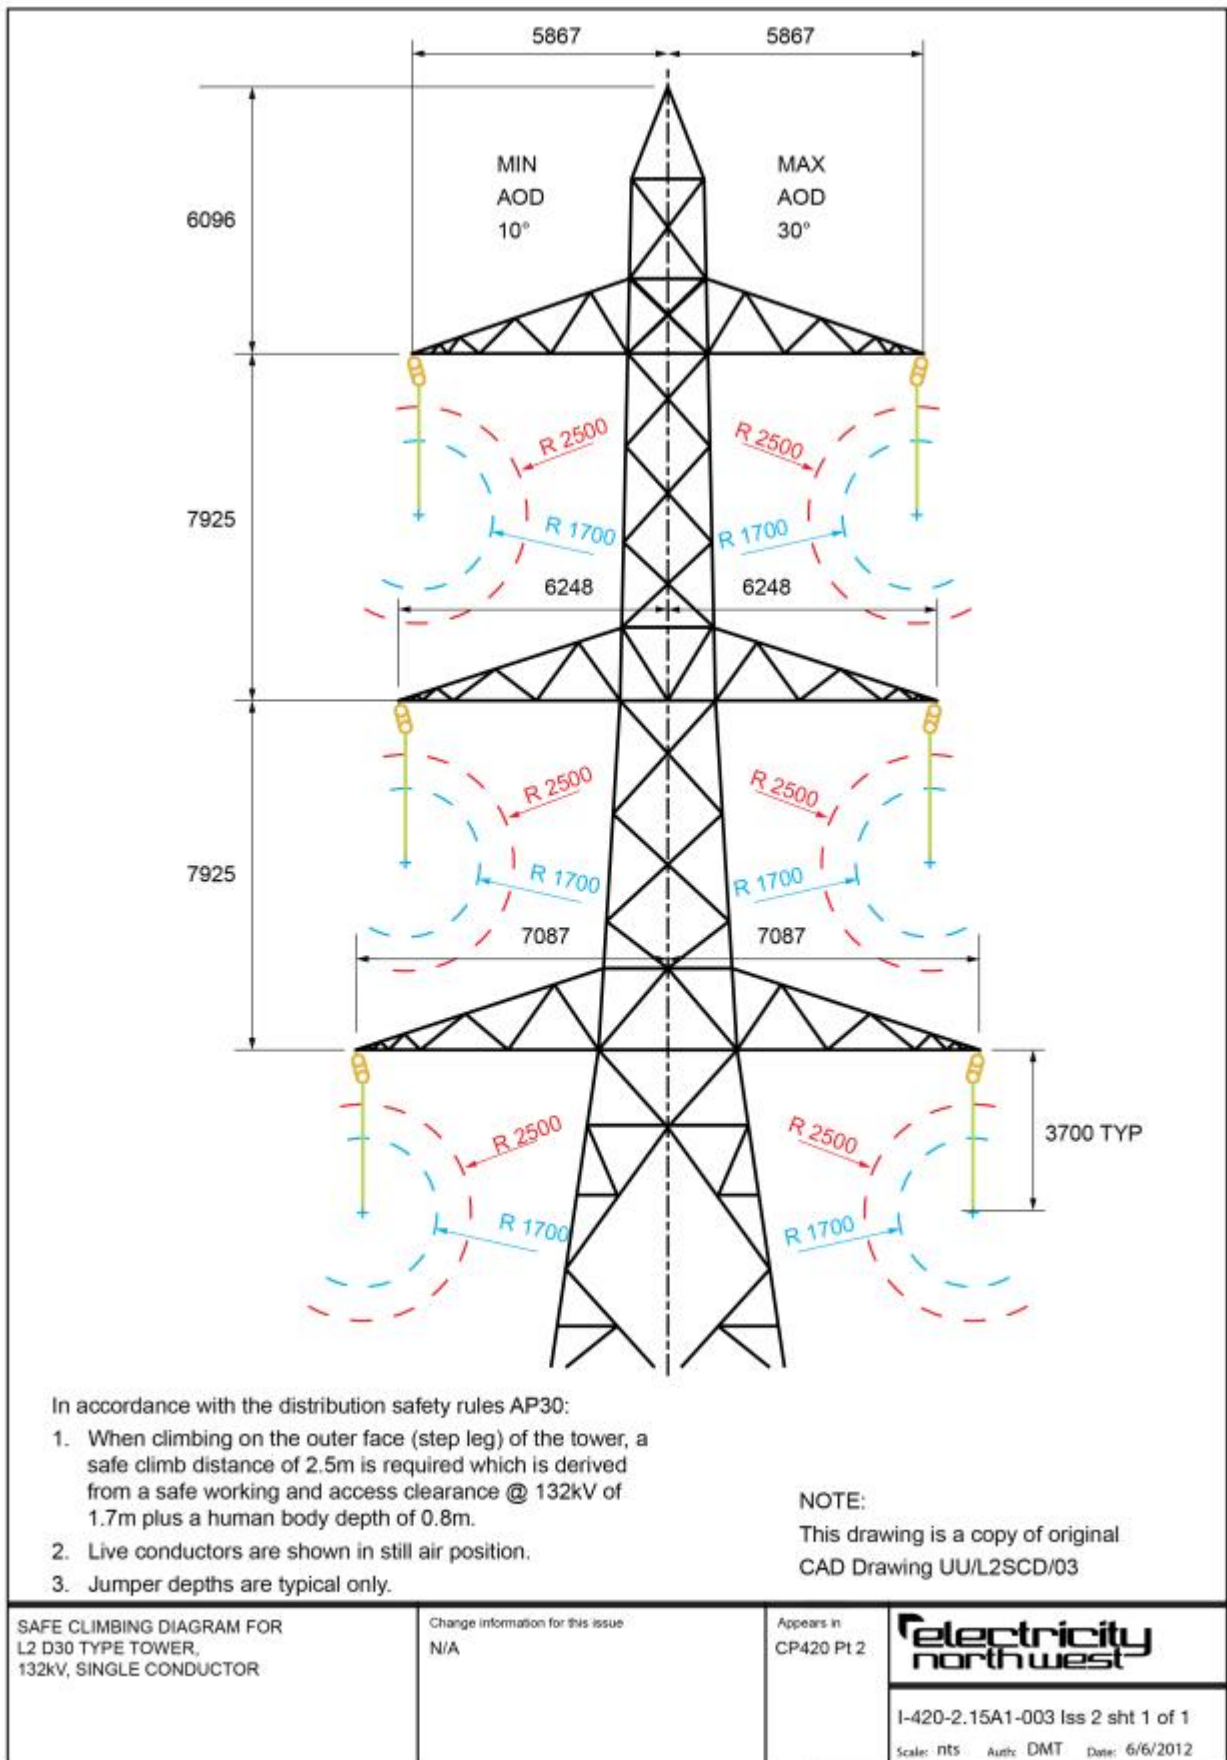 5867 5867
MIN MAX
AOD AOD
10° 30°
6096
R 2500 R 2500
7925
R 1700 R 1700
6248 6248
R 2500 R 2500
7925
R 1700 R 1700
7087 7087
R 2500 R 2500
3700 TYP
R 1700 R 1700
In accordance with the distribution safety rules AP30:
1. When climbing on the outer face (step leg) of the tower, a
safe climb distance of 2.5m is required which is derived
from a safe working and access clearance @ 132kV of
1.7m plus a human body depth of 0.8m.
2. Live conductors are shown in still air position.
3. Jumper depths are typical only.
NOTE:
This drawing is a copy of original
CAD Drawing UU/L2SCD/03
SAFE CLIMBING DIAGRAM FOR
L2 D30 TYPE TOWER,
132kV, SINGLE CONDUCTOR
Change information for this issue
N/A
Appears in
CP420 Pt 2
electricity
northwest
I-420-2.15A1-003 Iss 2 sht 1 of 1
Scale: nts Auth: DMT Date: 6/6/2012